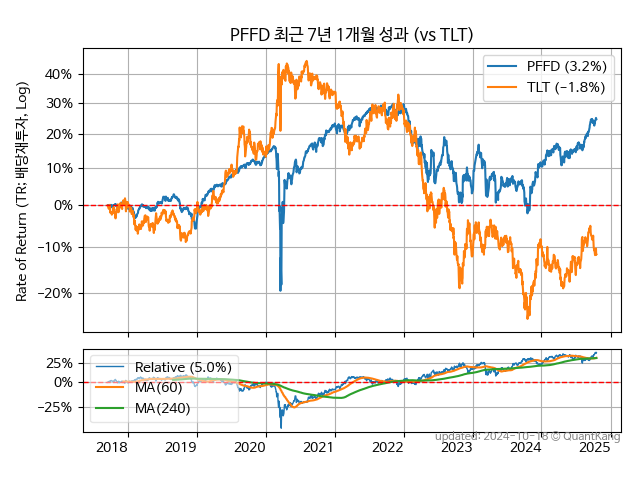 PFFD 최근 7년 1개월 성과 (vs TLT)
Rate of Return (TR: 배당재투자, Log)
40%
30%
20%
10%
0%
−10%
−20%
PFFD (3.2%)
TLT (−1.8%)
25%
0%
−25%
Relative (5.0%)
MA(60)
MA(240)
updated: 2024-10-18 © QuantKang
2018 2019 2020 2021 2022 2023 2024 2025